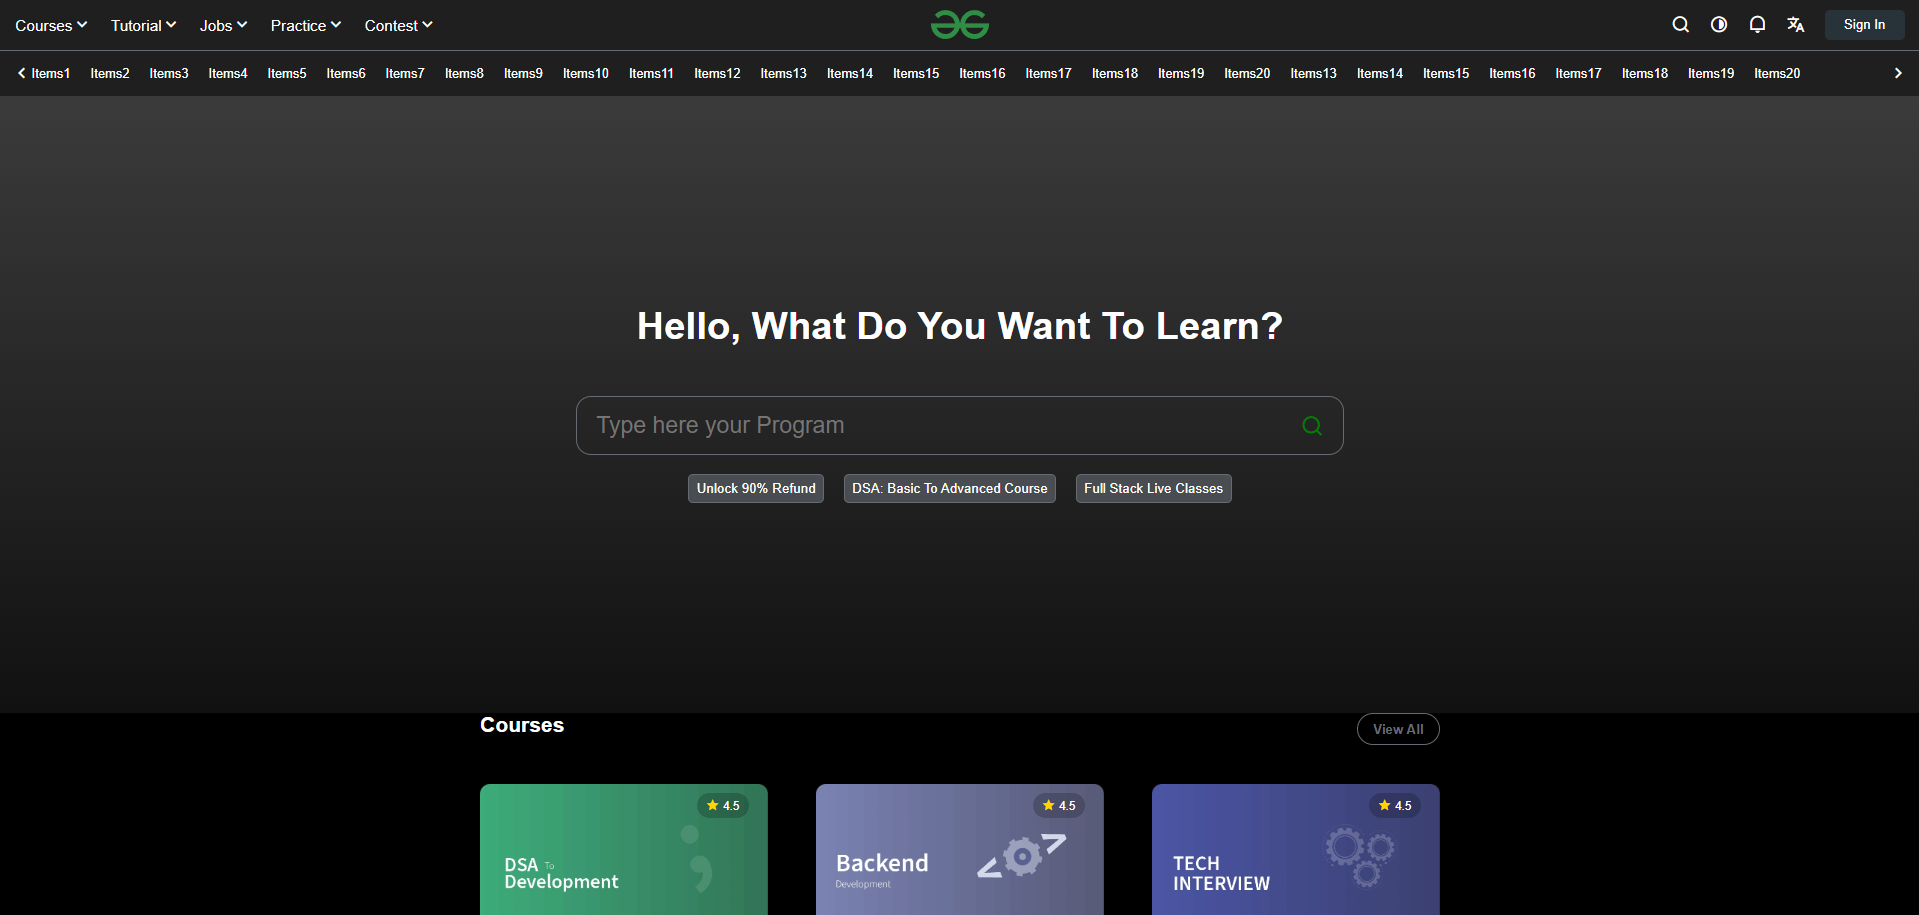 Courses Tutorial Jobs Practice Contest Sign In
Items1 Items2 Items3 Items4 Items5 Items6 Items7 Items8 Items9 Items10 Items11 Items12 Items13 Items14 Items15 Items16 Items17 Items18 Items19 Items20 Items13 Items14 Items15 Items16 Items17 Items18 Items19 Items20
Hello, What Do You Want To Learn?
Type here your Program
Unlock 90% Refund DSA: Basic To Advanced Course Full Stack Live Classes
Courses View All
4.5
DSA To
Development
4.5
Backend
Development
4.5
TECH
INTERVIEW